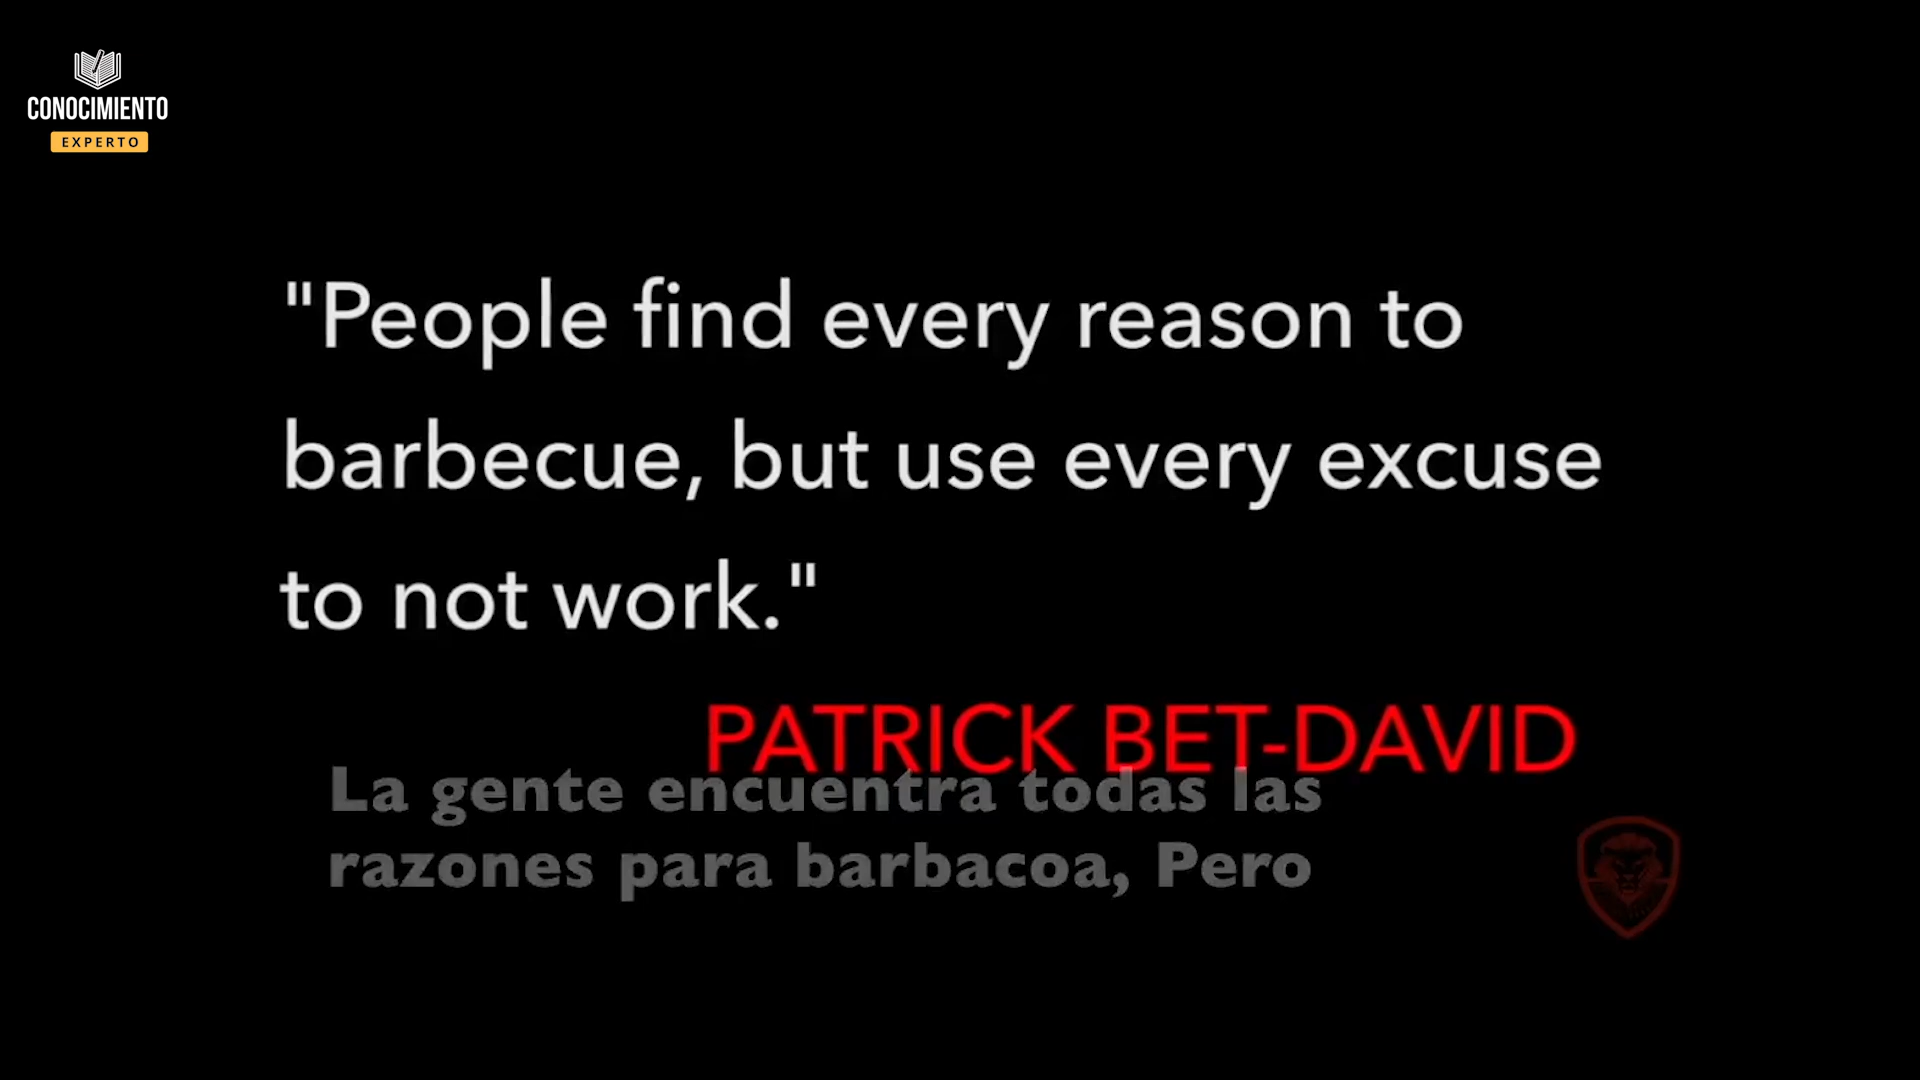 CONOCIMIENTO
EXPERTO
"People find every reason to
barbecue, but use every excuse
to not work."
PATRICK BET-DAVID
La gente encuentra todas las
razones para barbacoa, Pero